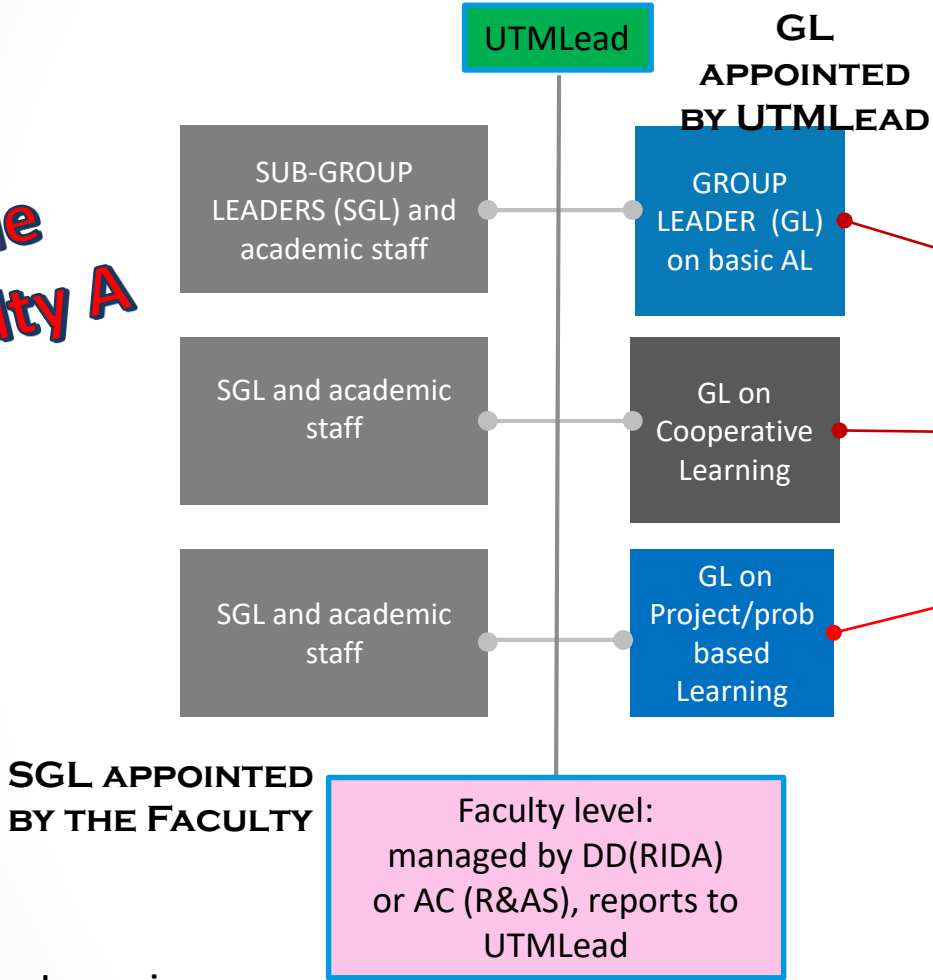 UTMLead
GL
APPOINTED
BY UTMLEAD
SUB-GROUP
LEADERS (SGL) and
academic staff
GROUP
LEADER (GL)
on basic AL
A
SGL and academic
staff
GL on
Cooperative
Learning
SGL and academic
staff
GL on
Project/prob
based
Learning
SGL APPOINTED
BY THE FACULTY
Faculty level:
managed by DD(RIDA)
or AC (R&AS), reports to
UTMLead